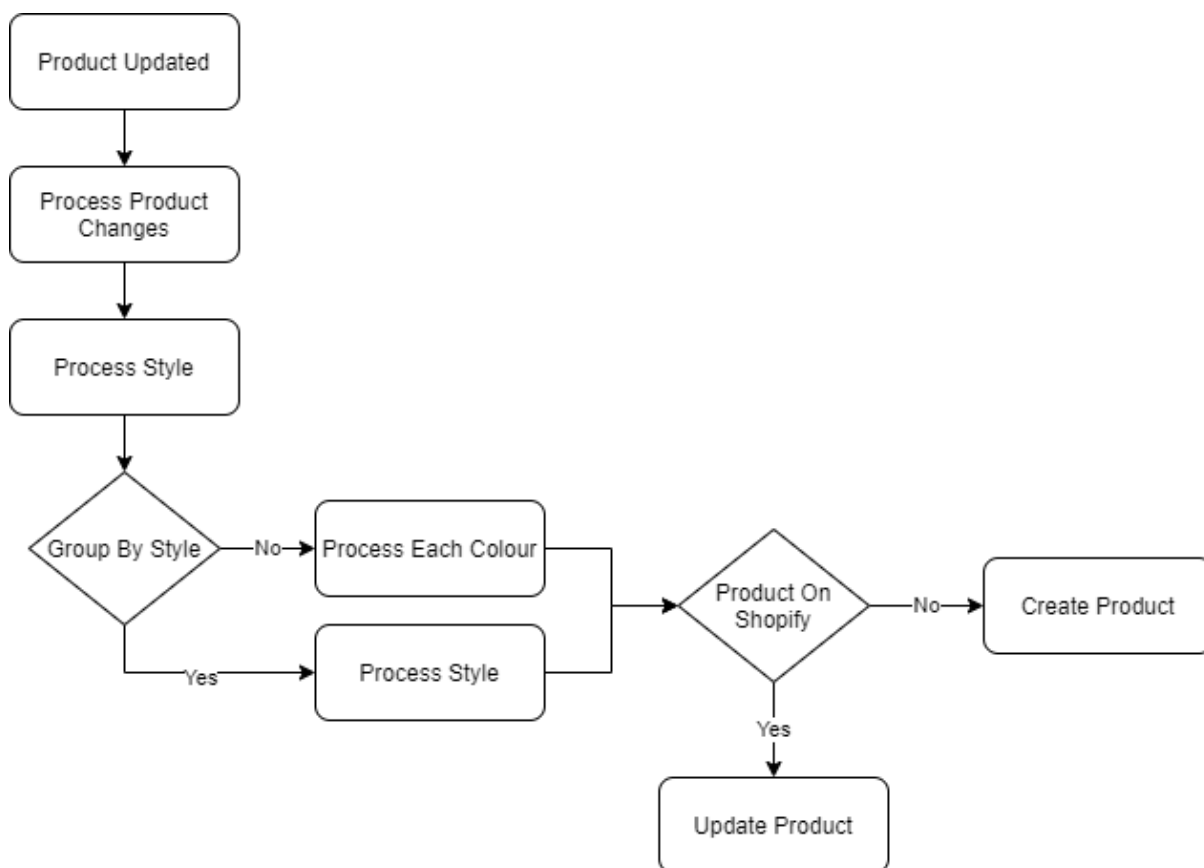 Product Updated
Process Product
Changes
Process Style
Group By Style
No
Process Each Colour
Yes
Process Style
Product On
Shopify
No
Create Product
Yes
Update Product